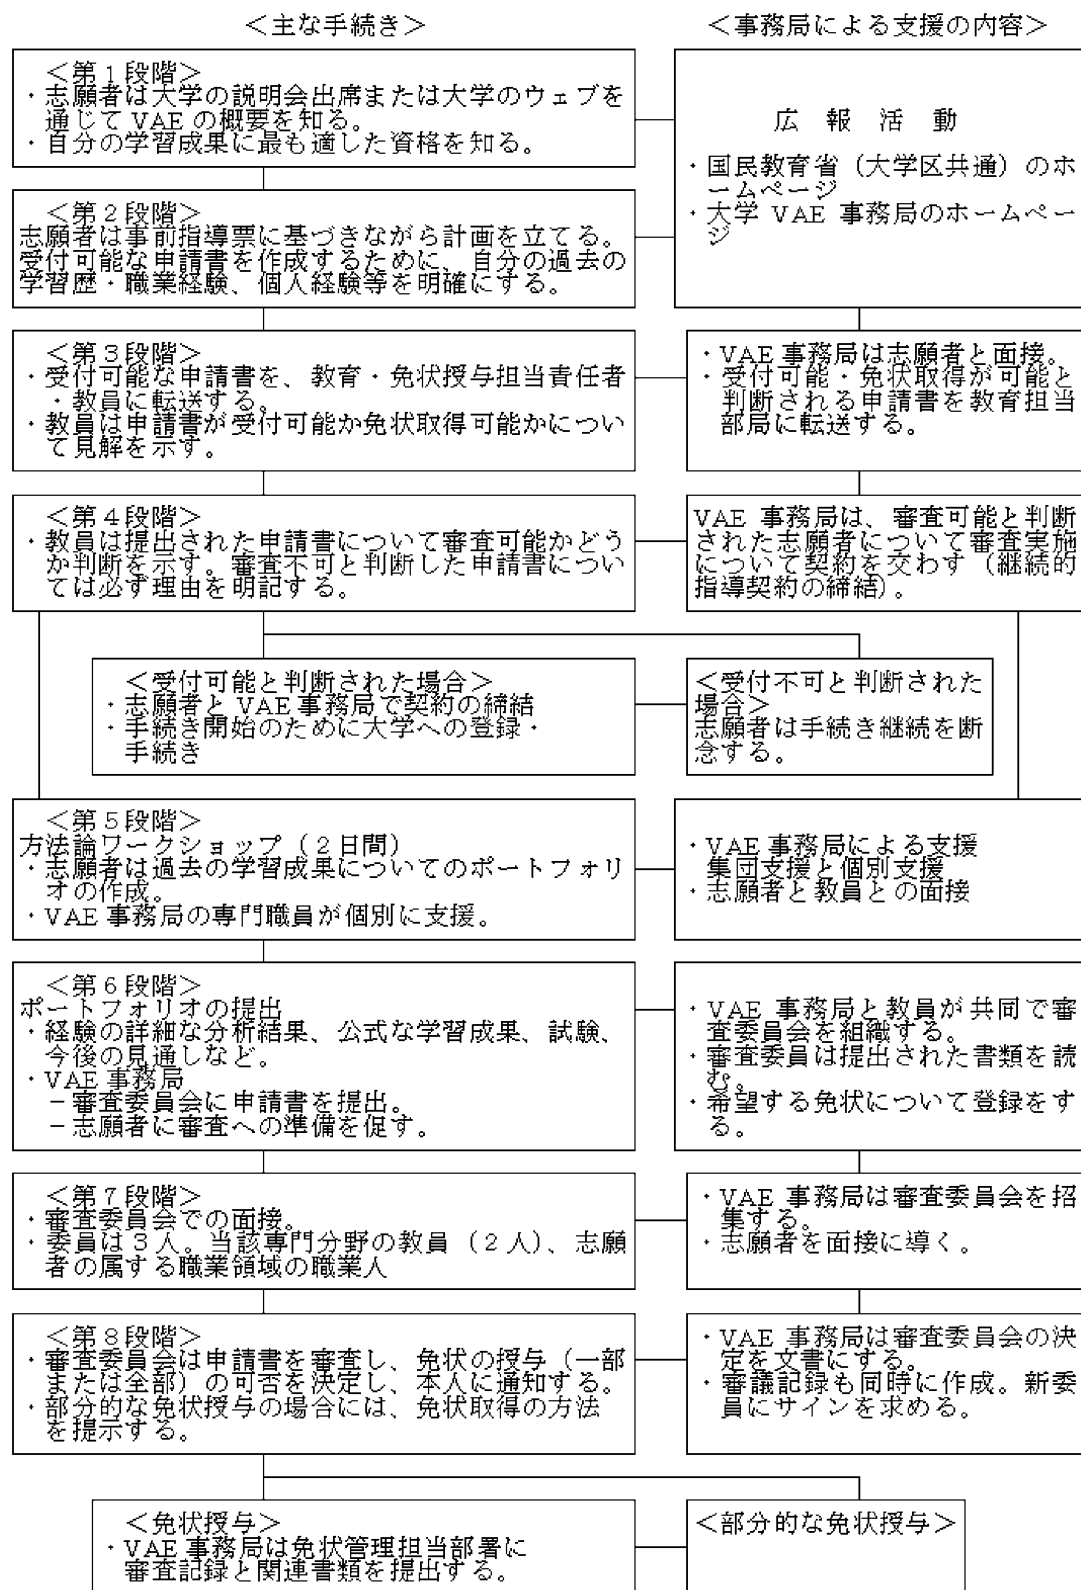 ＜主な手続き＞
＜事務局による支援の内容＞
＜第１段階＞
・志願者は大学の説明会出席または大学のウェブを
通じて VAE の概要を知る。
・自分の学習成果に最も適した資格を知る。
広　報　活　動
・国民教育省（大学区共通）のホ
ームページ
・大学 VAE 事務局のホームペー
ジ
＜第２段階＞
志願者は事前指導票に基づきながら計画を立てる。
受付可能な申請書を作成するために、自分の過去の
学習歴・職業経験、個人経験等を明確にする。
＜第３段階＞
・受付可能な申請書を、教育・免状授与担当責任者
・教員に転送する。
・教員は申請書が受付可能か免状取得可能かについ
て見解を示す。
・VAE 事務局は志願者と面接。
・受付可能・免状取得が可能と
判断される申請書を教育担当
部局に転送する。
＜第４段階＞
・教員は提出された申請書について審査可能かどう
か判断を示す。審査不可と判断した申請書につい
ては必ず理由を明記する。
VAE 事務局は、審査可能と判断
された志願者について審査実施
について契約を交わす（継続的
指導契約の締結）。
＜受付可能と判断された場合＞
・志願者と VAE 事務局で契約の締結
・手続き開始のために大学への登録・
手続き
＜受付不可と判断された
場合＞
志願者は手続き継続を断
念する。
＜第５段階＞
方法論ワークショップ（２日間）
・志願者は過去の学習成果についてのポートフォリ
オの作成。
・VAE 事務局の専門職員が個別に支援。
・VAE 事務局による支援
集団支援と個別支援
・志願者と教員との面接
＜第６段階＞
ポートフォリオの提出
・経験の詳細な分析結果、公式な学習成果、試験、
今後の見通しなど。
・VAE 事務局
－審査委員会に申請書を提出。
－志願者に審査への準備を促す。
・VAE 事務局と教員が共同で審
査委員会を組織する。
・審査委員は提出された書類を読
む。
・希望する免状について登録をす
る。
＜第７段階＞
・審査委員会での面接。
・委員は３人。当該専門分野の教員（２人）、志願
者の属する職業領域の職業人
・VAE 事務局は審査委員会を招
集する。
・志願者を面接に導く。
＜第８段階＞
・審査委員会は申請書を審査し、免状の授与（一部
または全部）の可否を決定し、本人に通知する。
・部分的な免状授与の場合には、免状取得の方法
を提示する。
・VAE 事務局は審査委員会の決
定を文書にする。
・審議記録も同時に作成。新委
員にサインを求める。
＜免状授与＞
・VAE 事務局は免状管理担当部署に
審査記録と関連書類を提出する。
＜部分的な免状授与＞